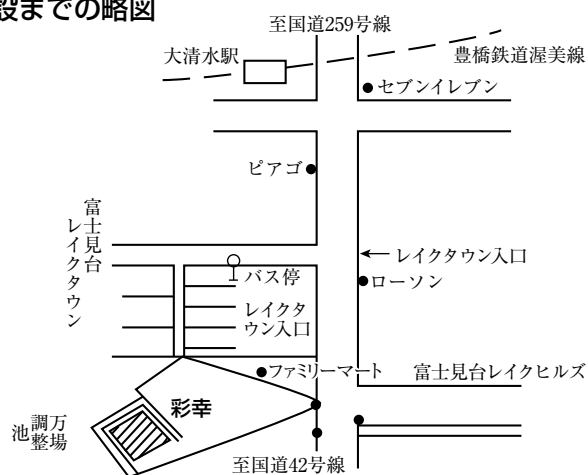 設までの略図
至国道259号線
大清水駅
豊橋鉄道渥美線
セブンイレブン
ピアゴ
富士見台
レイクタウン
レイクタウン入口
バス停
ローソン
レイクタ
ウン入口
ファミリーマート
富士見台レイクヒルズ
彩幸
万場
調整
池
至国道42号線